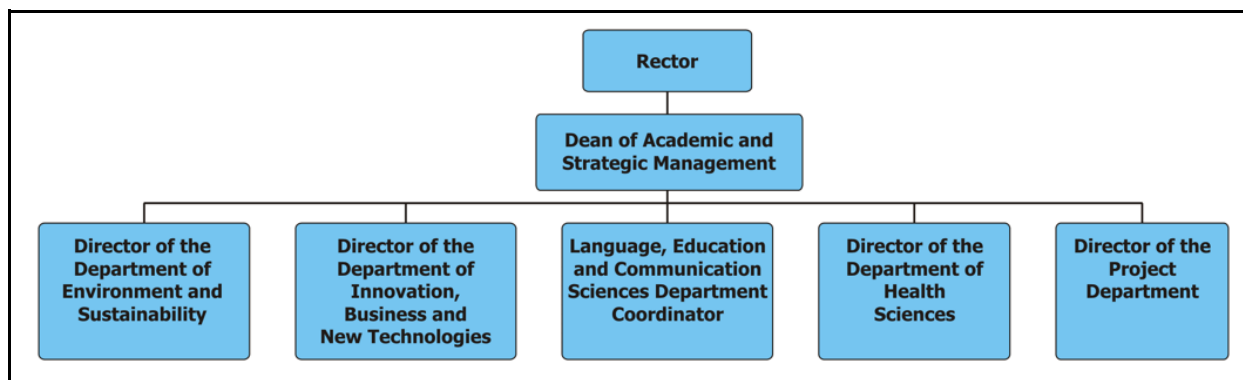 Rector
Dean of Academic and
Strategic Management
Director of the
Department of
Environment and
Sustainability
Director of the
Department of
Innovation,
Business and
New Technologies
Language, Education
and Communication
Sciences Department
Coordinator
Director of the
Department of
Health
Sciences
Director of the
Project
Department